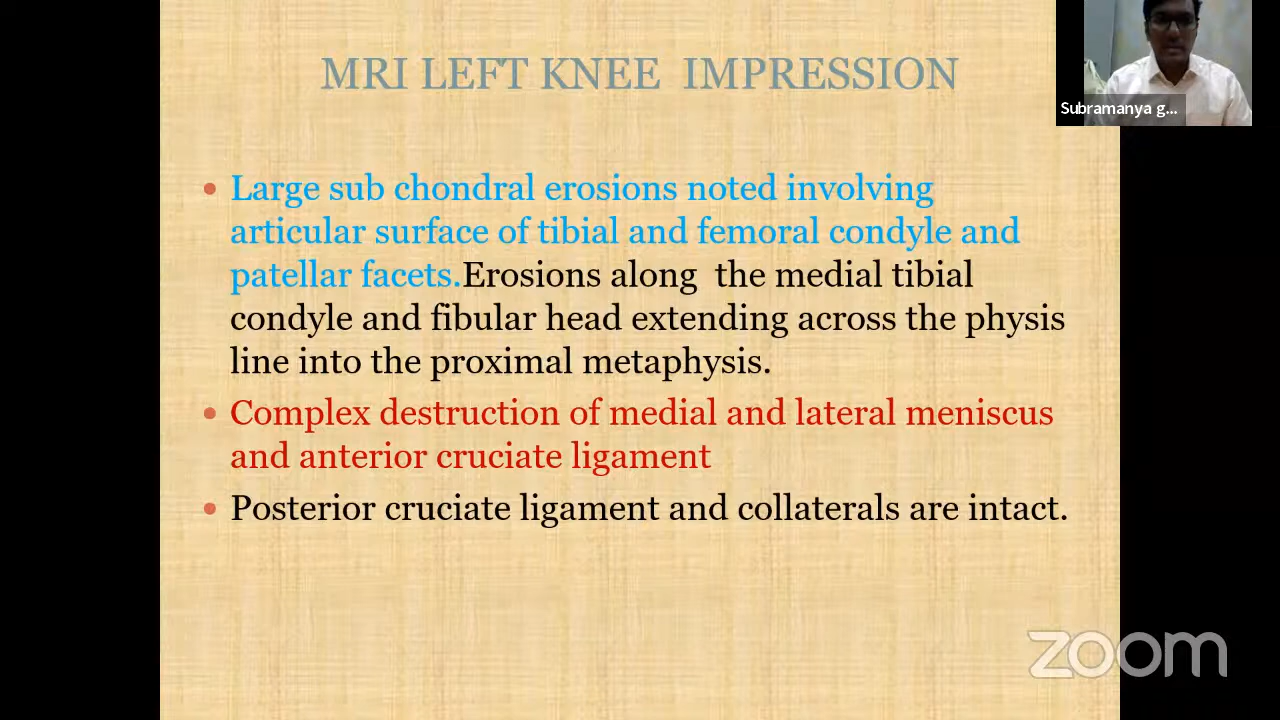 MRI LEFT KNEE IMPRESSION
Subramanya g...
• Large sub chondral erosions noted involving
articular surface of tibial and femoral condyle and
patellar facets.Erosions along the medial tibial
condyle and fibular head extending across the physis
line into the proximal metaphysis.
• Complex destruction of medial and lateral meniscus
and anterior cruciate ligament
• Posterior cruciate ligament and collaterals are intact.
zoom